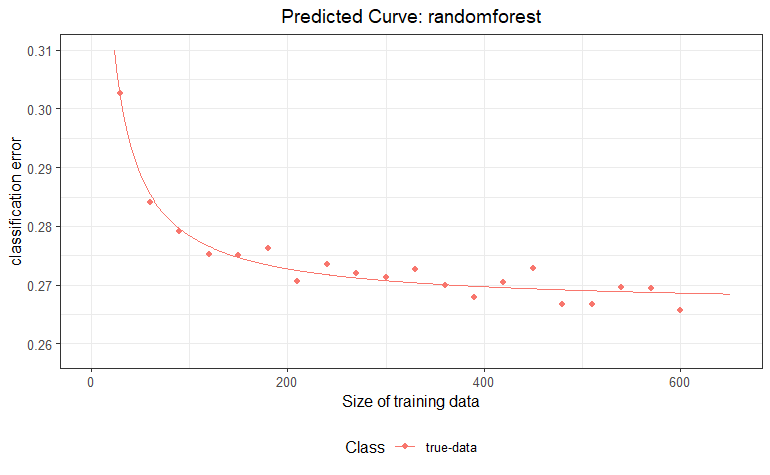 Predicted Curve: randomforest
classification error
0.31
0.30
0.29
0.28
0.27
0.26
0 200 400 600
Size of training data
Class true-data